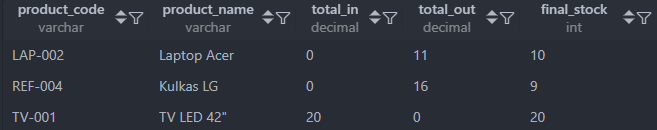 product_code product_name total_in total_out final_stock
varchar varchar decimal decimal int
LAP-002 Laptop Acer 0 11 10
REF-004 Kulkas LG 0 16 9
TV-001 TV LED 42" 20 0 20